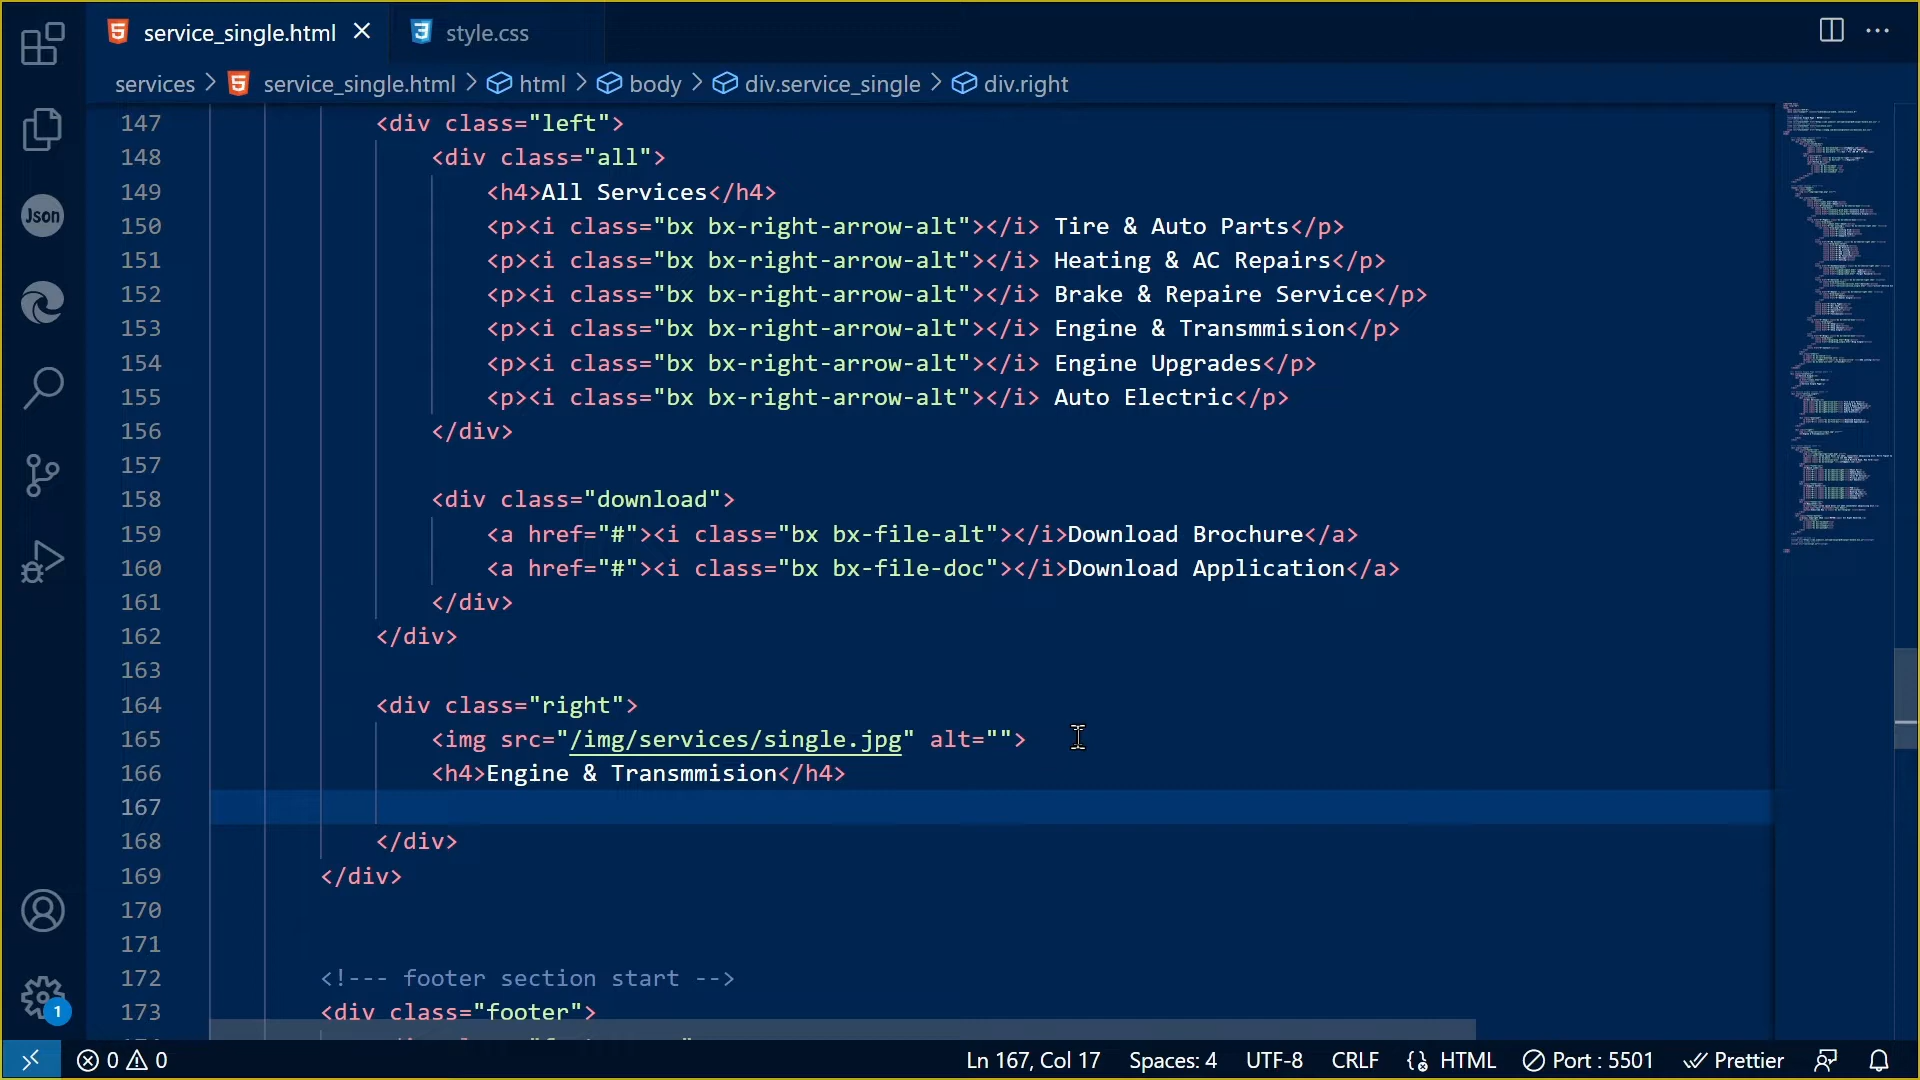 service_single.html
style.css
services > service_single.html > html > body > div.service_single > div.right
Json
147 <div class="left">
148 <div class="all">
149 <h4>All Services</h4>
150 <p><i class="bx bx-right-arrow-alt"></i> Tire & Auto Parts</p>
151 <p><i class="bx bx-right-arrow-alt"></i> Heating & AC Repairs</p>
152 <p><i class="bx bx-right-arrow-alt"></i> Brake & Repaire Service</p>
153 <p><i class="bx bx-right-arrow-alt"></i> Engine & Transmmision</p>
154 <p><i class="bx bx-right-arrow-alt"></i> Engine Upgrades</p>
155 <p><i class="bx bx-right-arrow-alt"></i> Auto Electric</p>
156 </div>
157
158 <div class="download">
159 <a href="#"><i class="bx bx-file-alt"></i>Download Brochure</a>
160 <a href="#"><i class="bx bx-file-doc"></i>Download Application</a>
161 </div>
162 </div>
163
164 <div class="right">
165 <img src="/img/services/single.jpg" alt="">
166 <h4>Engine & Transmmision</h4>
167
168 </div>
169 </div>
170
171
172 <!--- footer section start -->
173 <div class="footer">
1
0 0 Ln 167, Col 17 Spaces: 4 UTF-8 CRLF HTML Port : 5501 Prettier